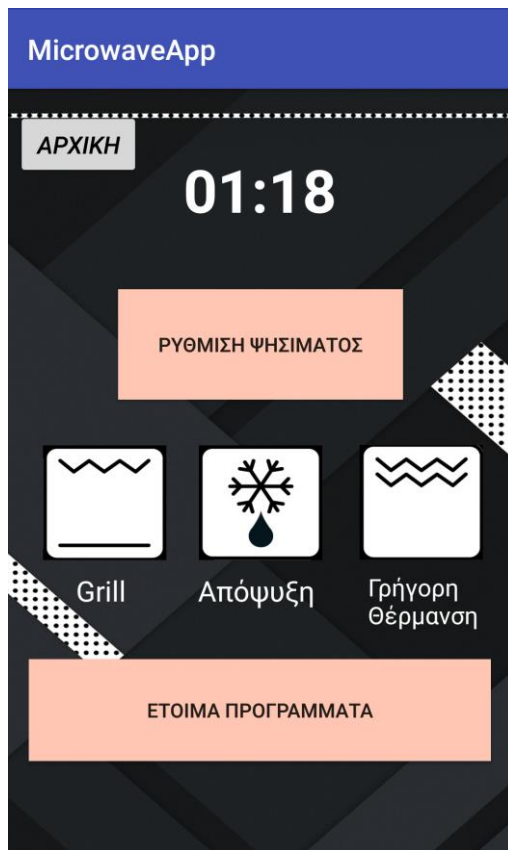 MicrowaveApp
ΑΡΧΙΚΗ
01:18
ΡΥΘΜΙΣΗ ΨΗΣΙΜΑΤΟΣ
Grill
Απόψυξη
Γρήγορη
Θέρμανση
ΕΤΟΙΜΑ ΠΡΟΓΡΑΜΜΑΤΑ